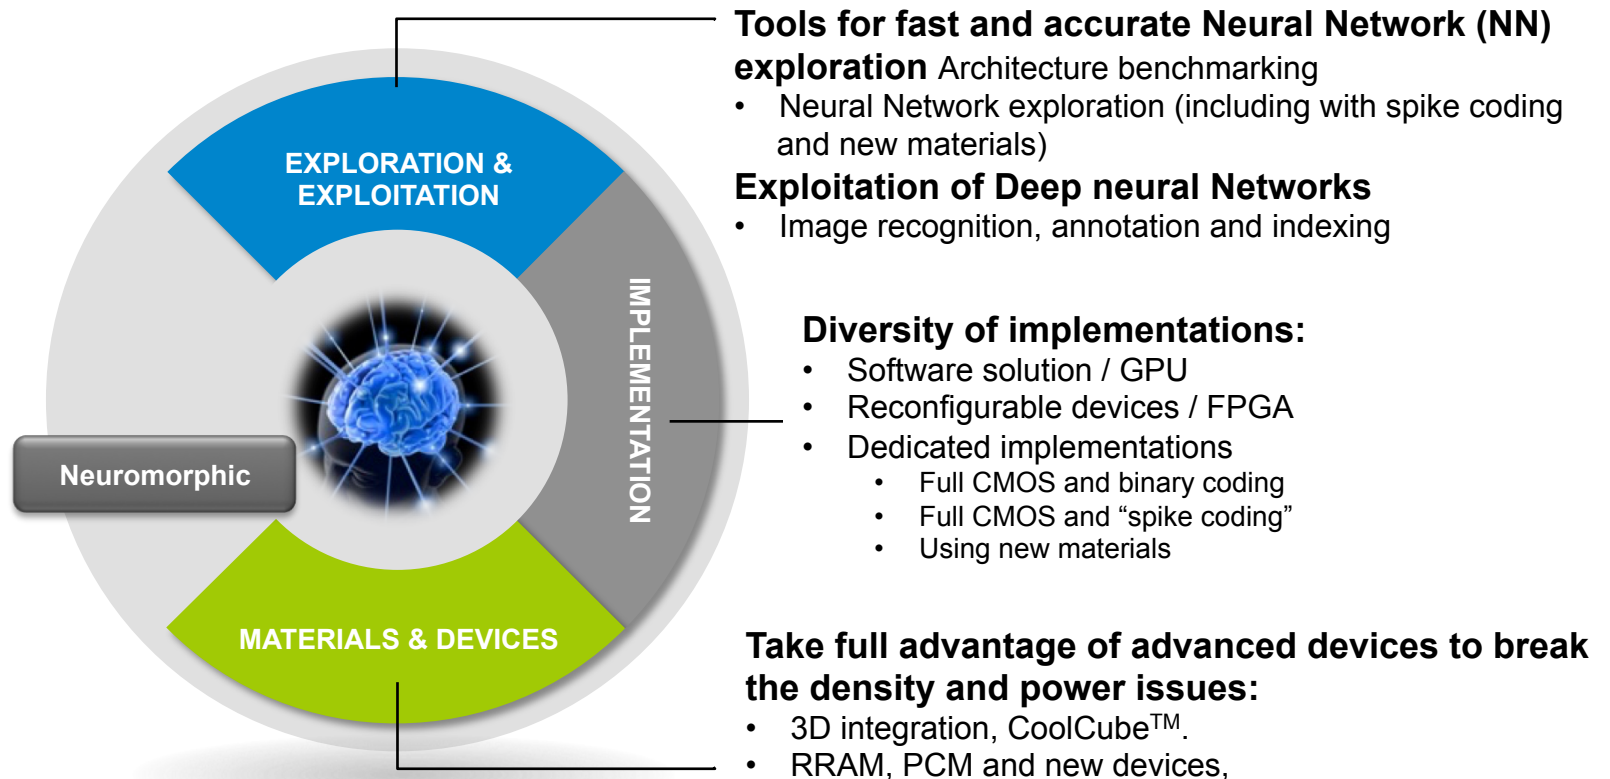 Tools for fast and accurate Neural Network (NN)
exploration Architecture benchmarking
• Neural Network exploration (including with spike coding
and new materials)
Exploitation of Deep neural Networks
• Image recognition, annotation and indexing
EXPLORATION &
EXPLOITATION
IMPLEMENTATION
Diversity of implementations:
• Software solution / GPU
• Reconfigurable devices / FPGA
• Dedicated implementations
• Full CMOS and binary coding
• Full CMOS and “spike coding”
• Using new materials
Neuromorphic
MATERIALS & DEVICES
Take full advantage of advanced devices to break
the density and power issues:
• 3D integration, CoolCube™.
• RRAM, PCM and new devices,